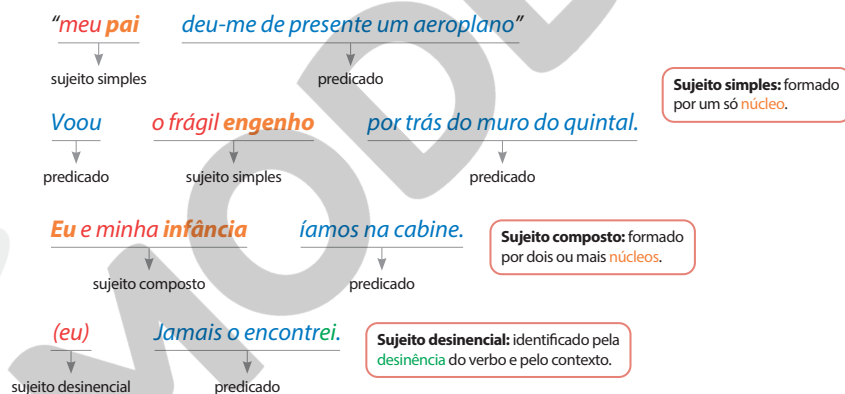 “meu pai deu-me de presente um aeroplano”
sujeito simples predicado
Sujeito simples: formado
por um só núcleo.
Voou o frágil engenho por trás do muro do quintal.
predicado sujeito simples predicado
Eu e minha infância íamos na cabine.
sujeito composto predicado
Sujeito composto: formado
por dois ou mais núcleos.
(eu) Jamais o encontrei.
sujeito desinencial predicado
Sujeito desinencial: identificado pela
desinência do verbo e pelo contexto.